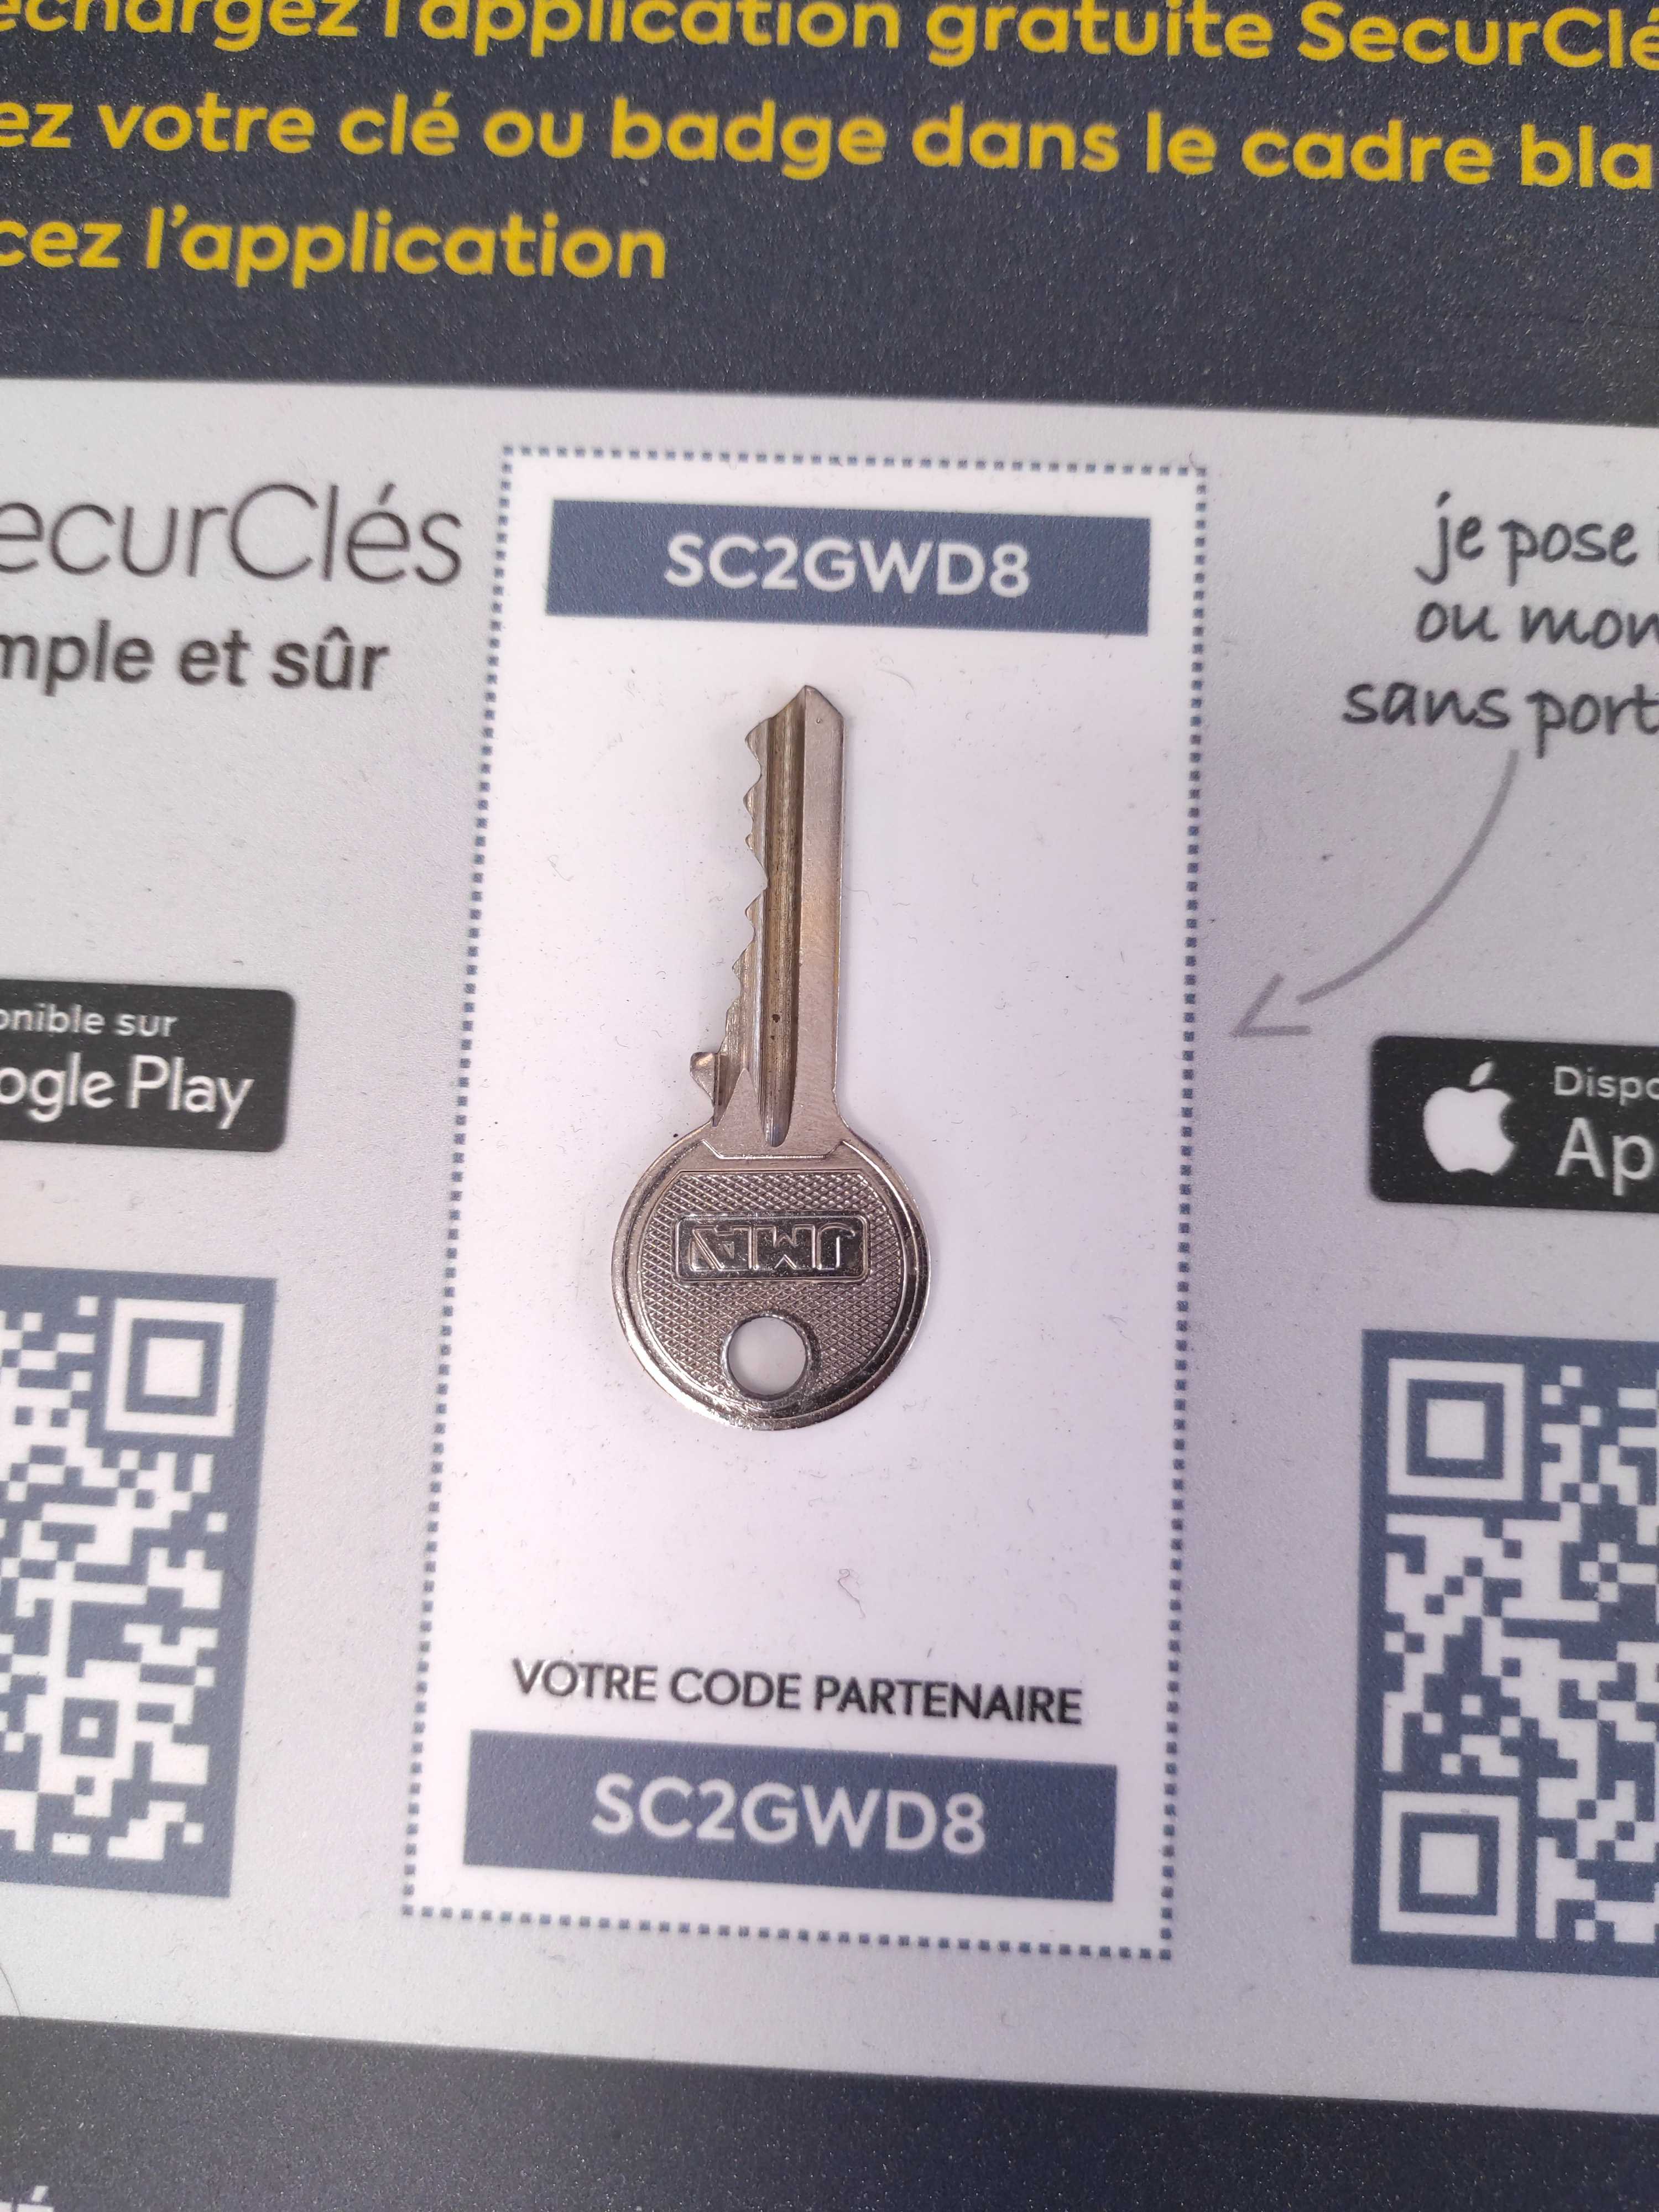 échargez l'application gratuite SecurClé
ez votre clé ou badge dans le cadre bla
cez l'application
ecurClés
mple et sûr
SC2GWD8
je pose
ou mon
sans port
onible sur
ogle Play
Dispo
Ap
JMA
VOTRE CODE PARTENAIRE
SC2GWD8